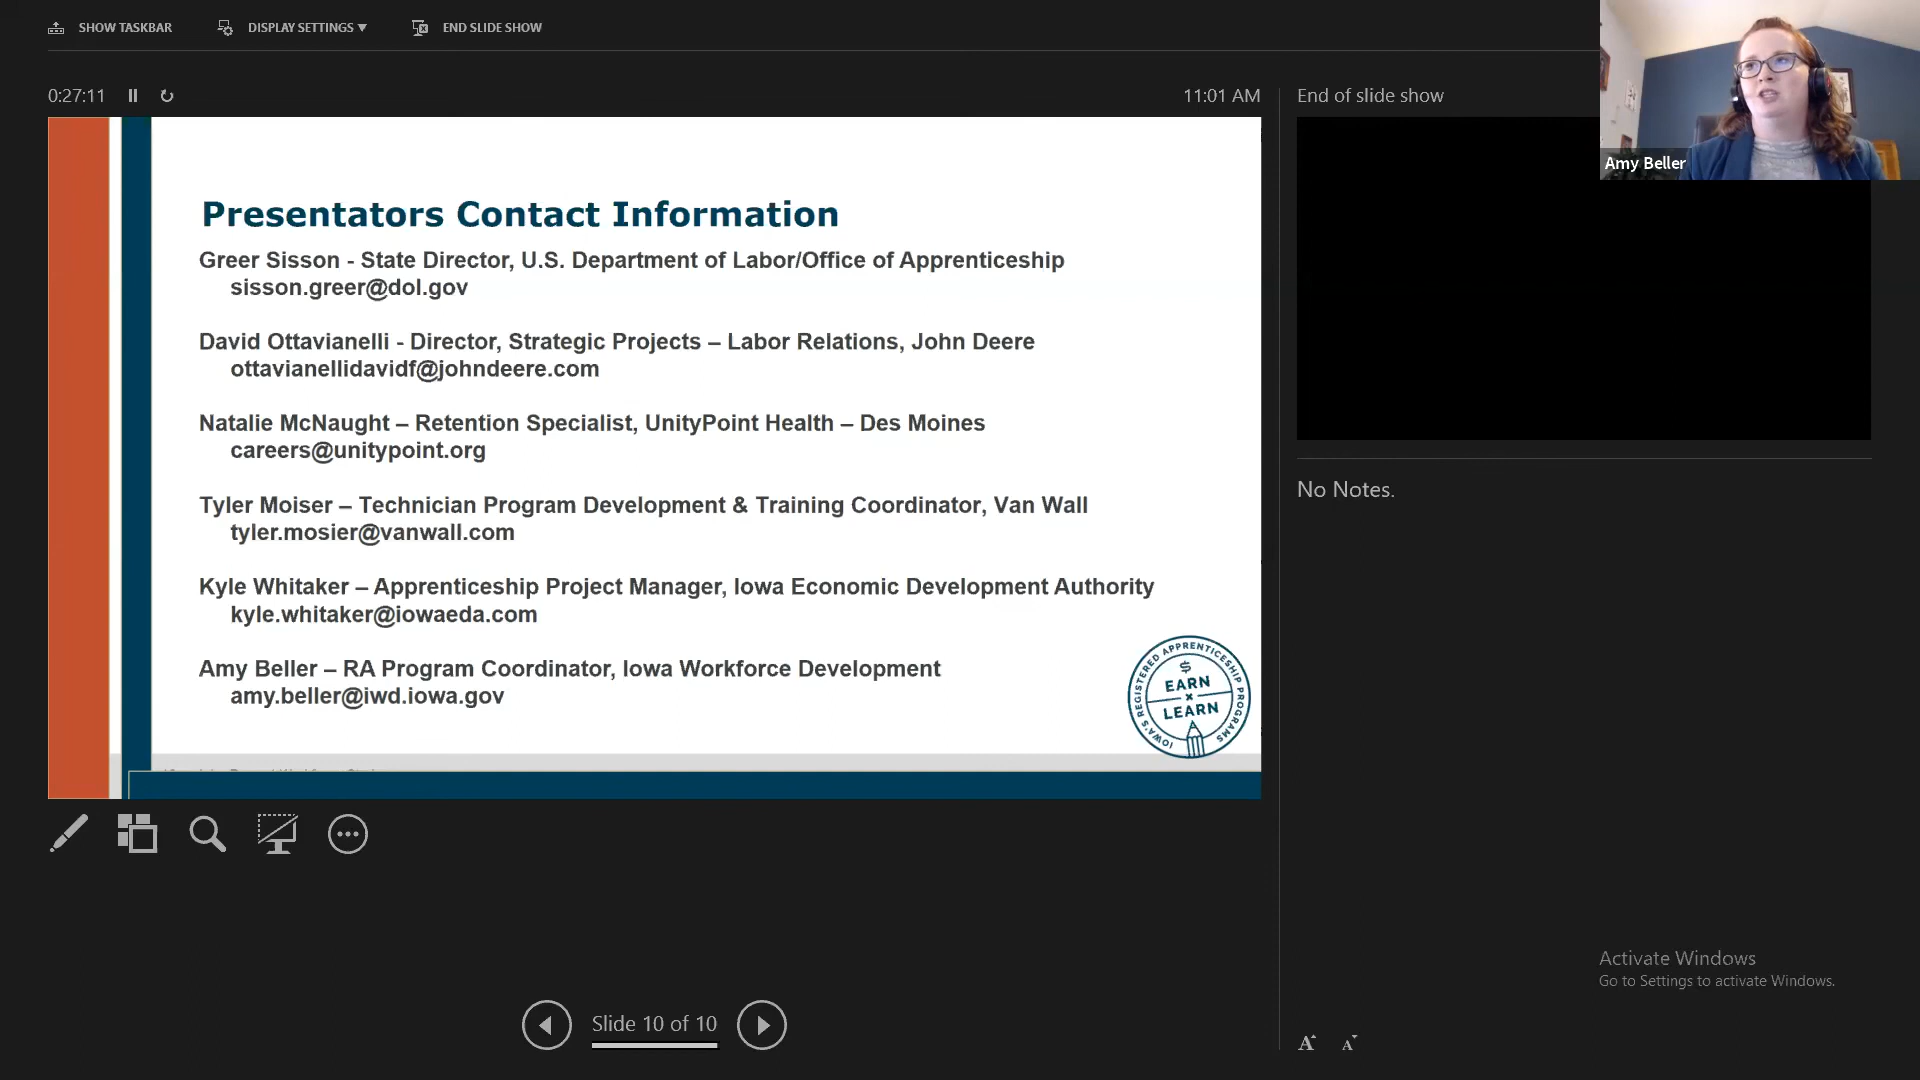 SHOW TASKBAR
DISPLAY SETTINGS
END SLIDE SHOW
0:27:11
11:01 AM
End of slide show
Amy Beller
Presentators Contact Information
Greer Sisson - State Director, U.S. Department of Labor/Office of Apprenticeship
sisson.greer@dol.gov
David Ottavianelli - Director, Strategic Projects – Labor Relations, John Deere
ottavianellidavidf@johndeere.com
Natalie McNaught – Retention Specialist, UnityPoint Health – Des Moines
careers@unitypoint.org
Tyler Moiser – Technician Program Development & Training Coordinator, Van Wall
tyler.mosier@vanwall.com
Kyle Whitaker – Apprenticeship Project Manager, Iowa Economic Development Authority
kyle.whitaker@iowaeda.com
Amy Beller – RA Program Coordinator, Iowa Workforce Development
amy.beller@iwd.iowa.gov
IOWA'S REGISTERED APPRENTICESHIP PROGRAMS
$
EARN
×
LEARN
No Notes.
Activate Windows
Go to Settings to activate Windows.
Slide 10 of 10
A A